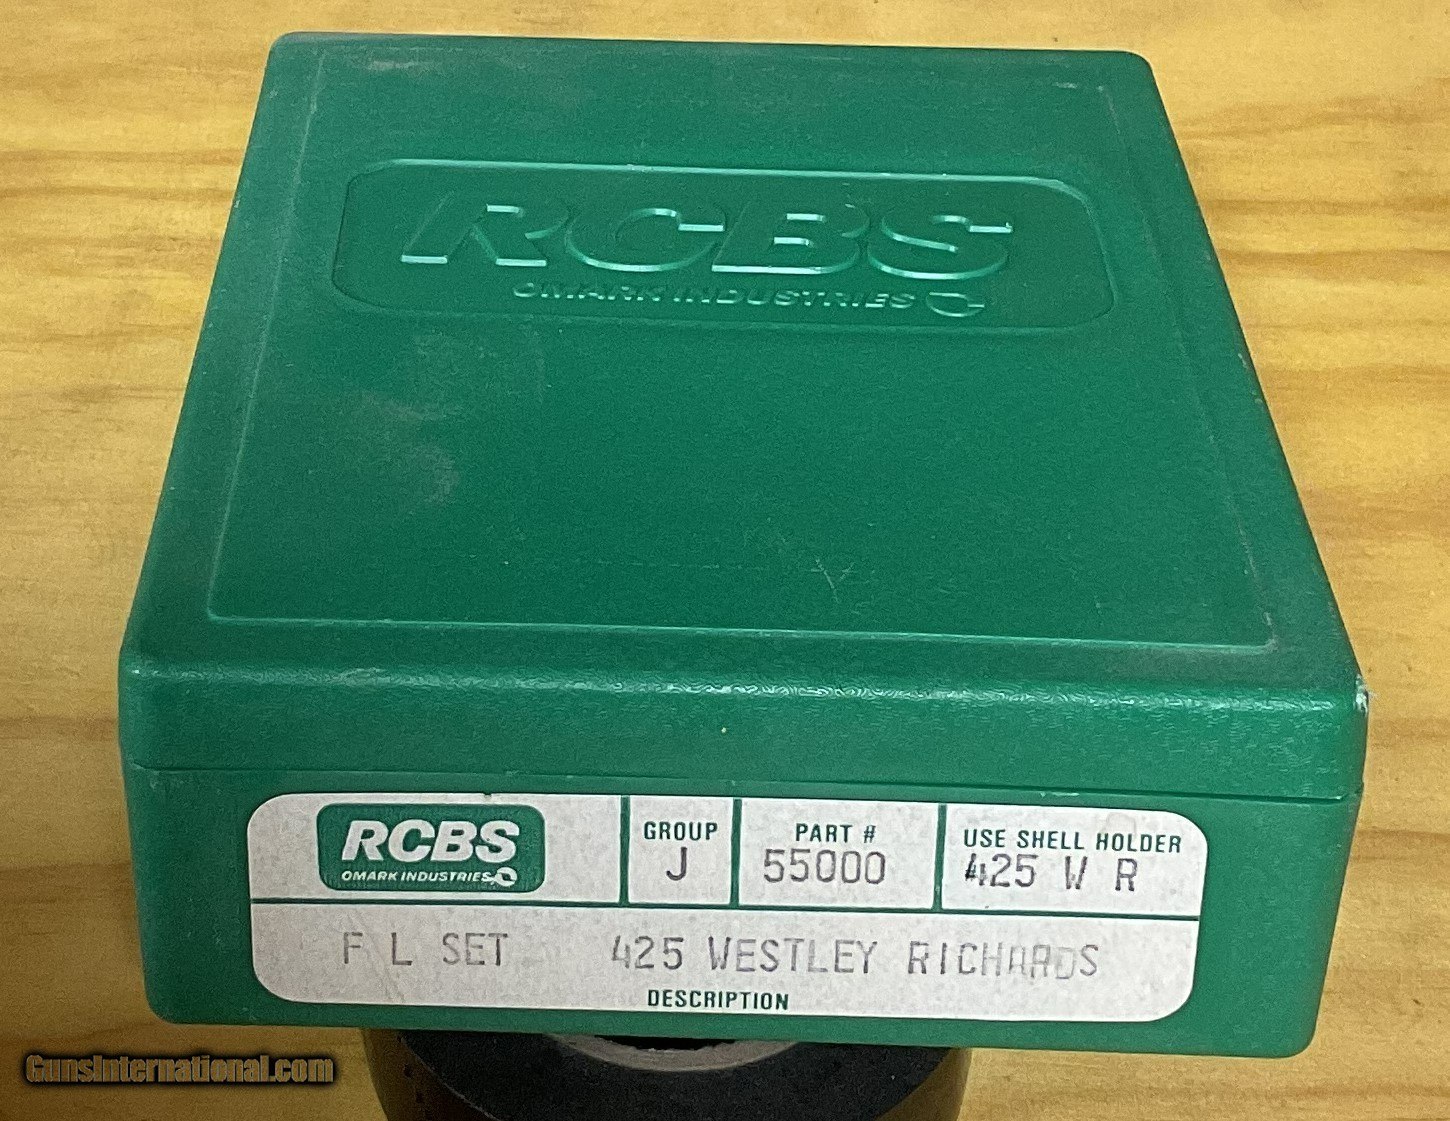 RCBS
OMARK INDUSTRIES
RCBS
OMARK INDUSTRIES
GROUP
J
PART #
55000
USE SHELL HOLDER
425 W R
F L SET 425 WESTLEY RICHARDS
DESCRIPTION
GunsInternational.com